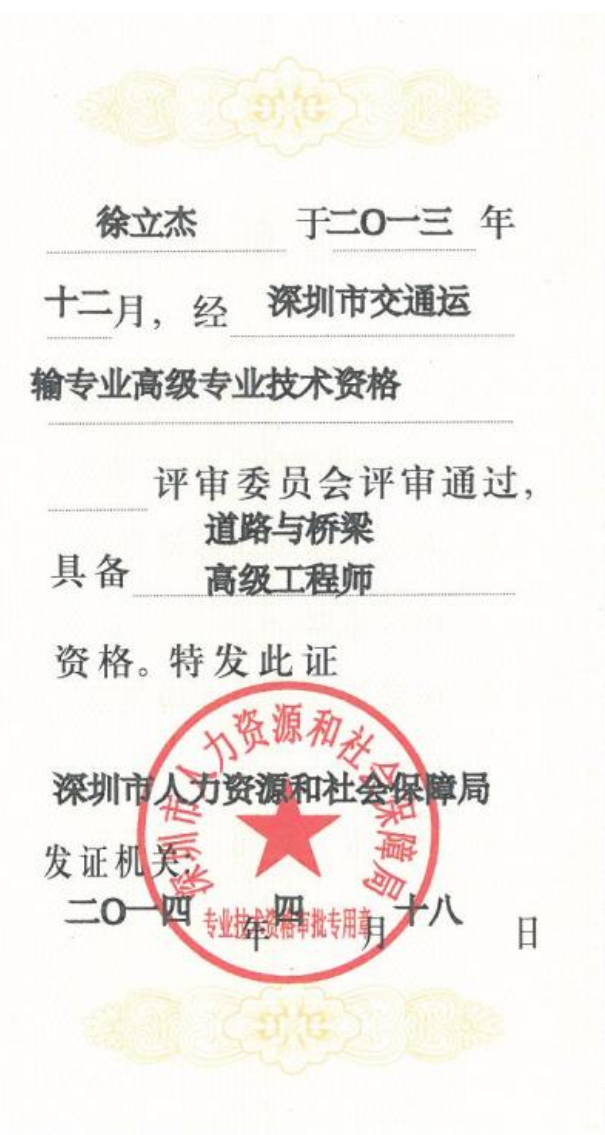 徐立杰 于二O一三 年
十二月，经 深圳市交通运
输专业高级专业技术资格
评审委员会评审通过，
道路与桥梁
具备 高级工程师
资格。特发此证
深圳市人力资源和社会保障局
深圳市人力资源和社会保障局
发证机关：
二O一四 年 四 月 十八 日
专业技术资格审批专用章